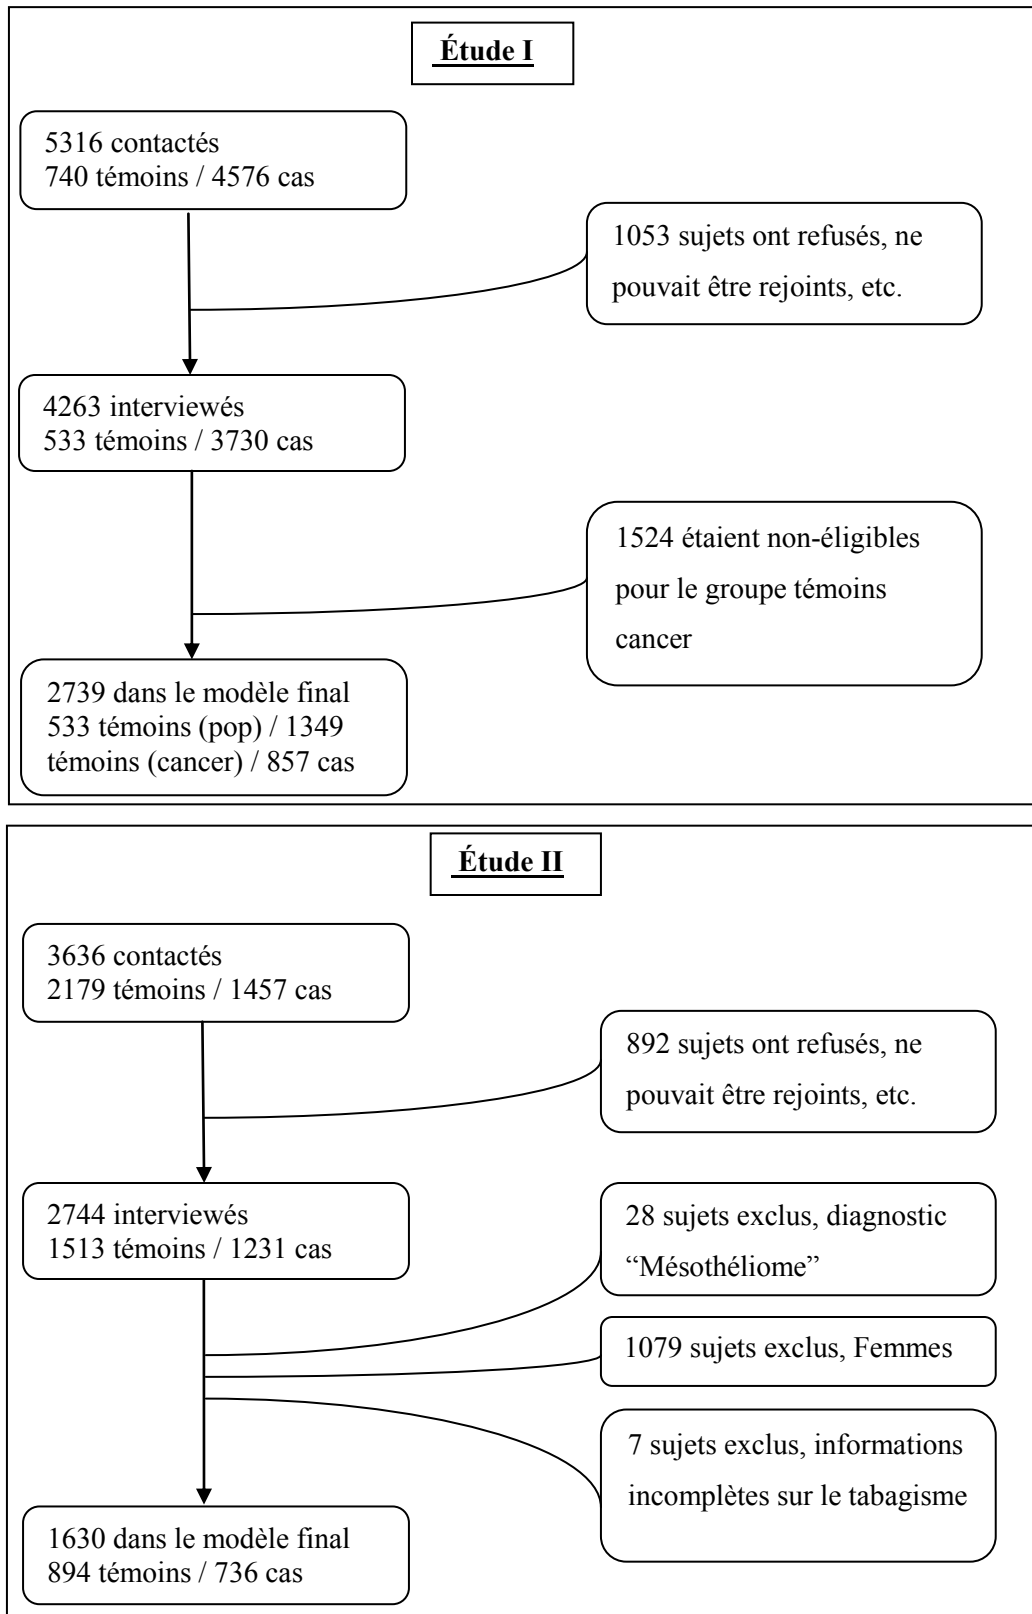 Étude I
5316 contactés
740 témoins / 4576 cas
1053 sujets ont refusés, ne
pouvait être rejoints, etc.
4263 interviewés
533 témoins / 3730 cas
1524 étaient non-éligibles
pour le groupe témoins
cancer
2739 dans le modèle final
533 témoins (pop) / 1349
témoins (cancer) / 857 cas
Étude II
3636 contactés
2179 témoins / 1457 cas
892 sujets ont refusés, ne
pouvait être rejoints, etc.
2744 interviewés
1513 témoins / 1231 cas
28 sujets exclus, diagnostic
“Mésothéliome”
1079 sujets exclus, Femmes
7 sujets exclus, informations
incomplètes sur le tabagisme
1630 dans le modèle final
894 témoins / 736 cas